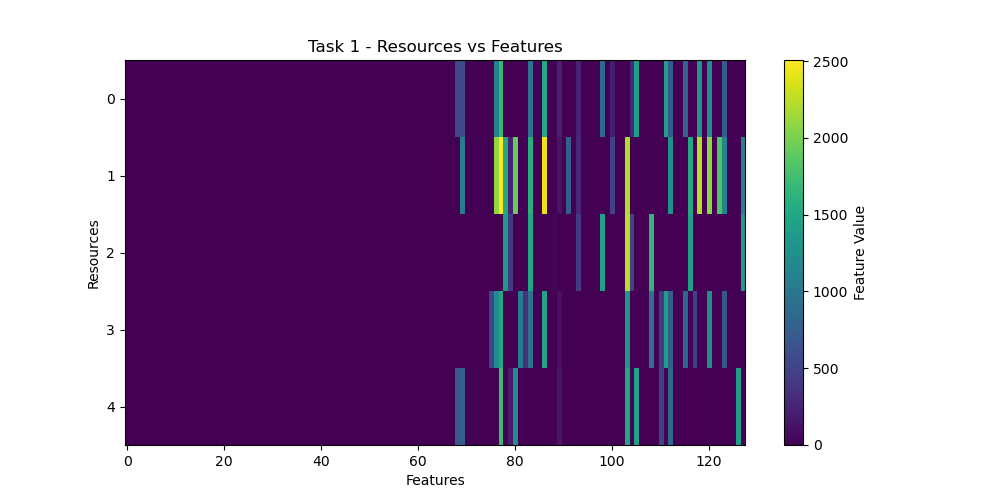 Task 1 - Resources vs Features
Resources
0
1
2
3
4
0 20 40 60 80 100 120
Features
2500
2000
1500
1000
500
0
Feature Value